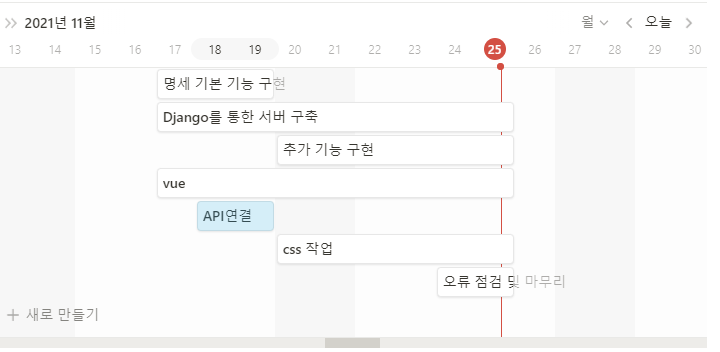 2021년 11월 월 오늘
13 14 15 16 17 18 19 20 21 22 23 24 25 26 27 28 29 30
명세 기본 기능 구현
Django를 통한 서버 구축
추가 기능 구현
vue
API연결
css 작업
오류 점검 및 마무리
+ 새로 만들기